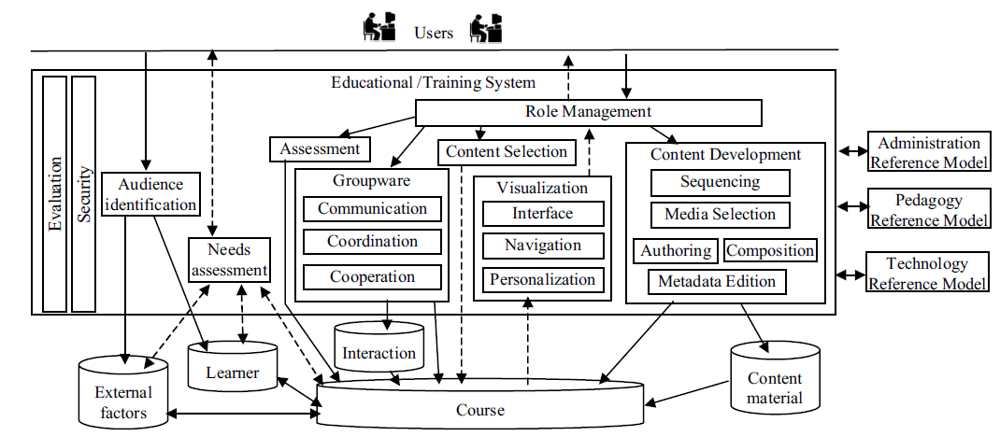 Users
Educational /Training System
Evaluation
Security
Role Management
Assessment
Content Selection
Content Development
Sequencing
Media Selection
Authoring
Composition
Metadata Edition
Groupware
Communication
Coordination
Cooperation
Visualization
Interface
Navigation
Personalization
Audience
identification
Needs
assessment
Administration
Reference Model
Pedagogy
Reference Model
Technology
Reference Model
External
factors
Learner
Interaction
Course
Content
material